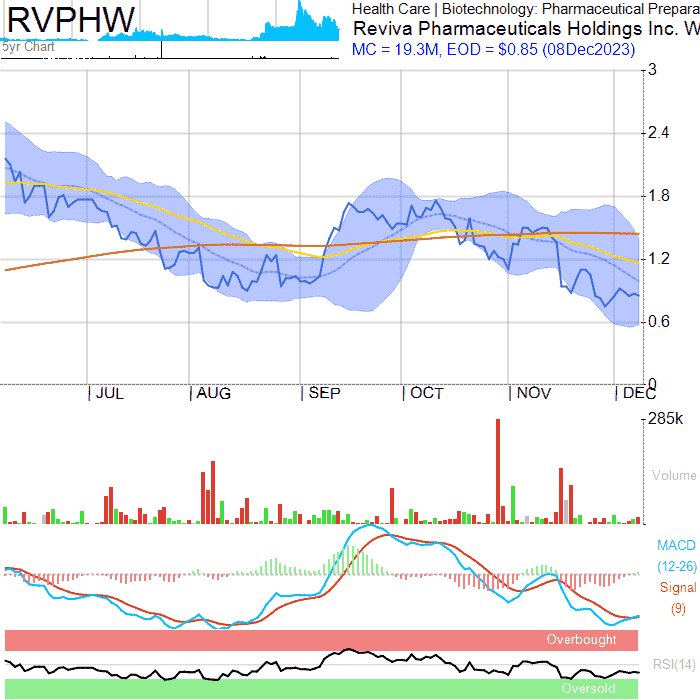 RVPHW
5yr Chart
Health Care | Biotechnology: Pharmaceutical Prepara
Reviva Pharmaceuticals Holdings Inc. W
MC = 19.3M, EOD = $0.85 (08Dec2023)
3
2.4
1.8
1.2
0.6
0
JUL AUG SEP OCT NOV DEC
285k
Volume
MACD
(12-26)
Signal
(9)
Overbought
RSI(14)
Oversold